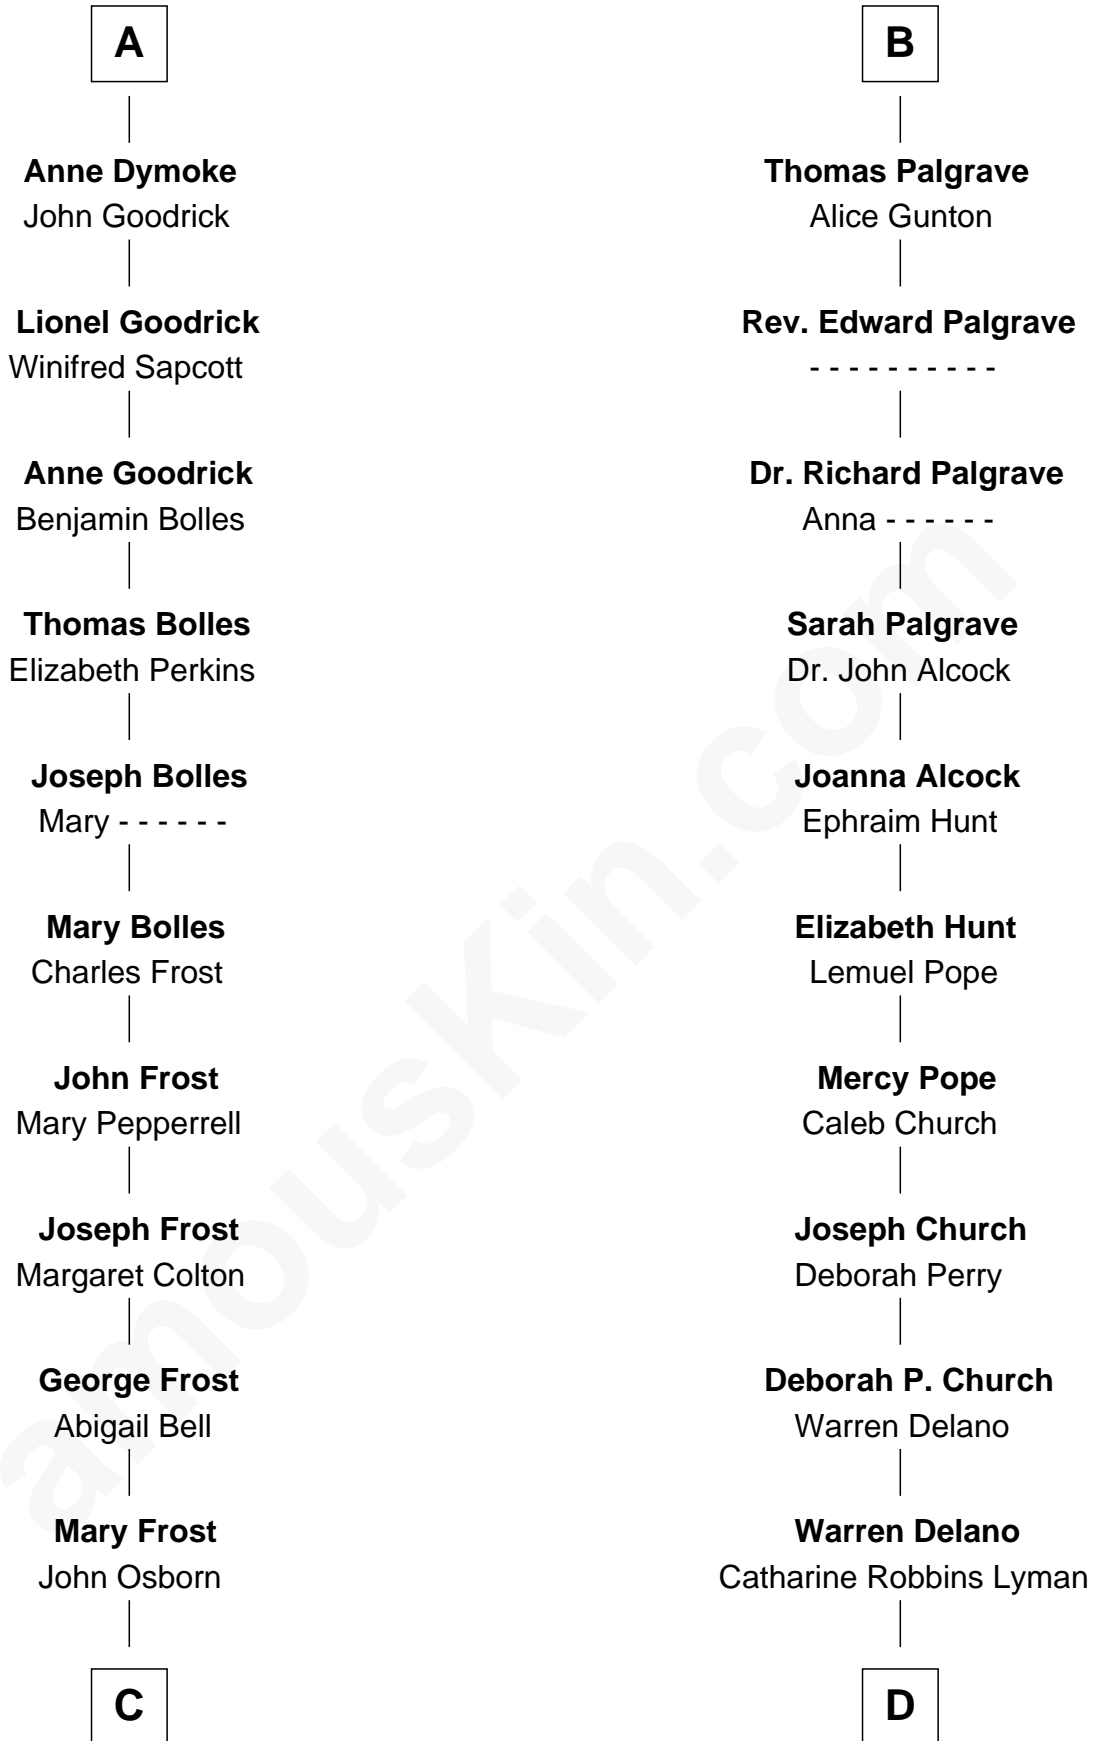 A
Anne Dymoke
John Goodrick
Lionel Goodrick
Winifred Sapcott
Anne Goodrick
Benjamin Bolles
Thomas Bolles
Elizabeth Perkins
Joseph Bolles
Mary - - - - - -
Mary Bolles
Charles Frost
John Frost
Mary Pepperrell
Joseph Frost
Margaret Colton
George Frost
Abigail Bell
Mary Frost
John Osborn
C
B
Thomas Palgrave
Alice Gunton
Rev. Edward Palgrave
- - - - - - - - - -
Dr. Richard Palgrave
Anna - - - - - -
Sarah Palgrave
Dr. John Alcock
Joanna Alcock
Ephraim Hunt
Elizabeth Hunt
Lemuel Pope
Mercy Pope
Caleb Church
Joseph Church
Deborah Perry
Deborah P. Church
Warren Delano
Warren Delano
Catharine Robbins Lyman
D
amouskin.com